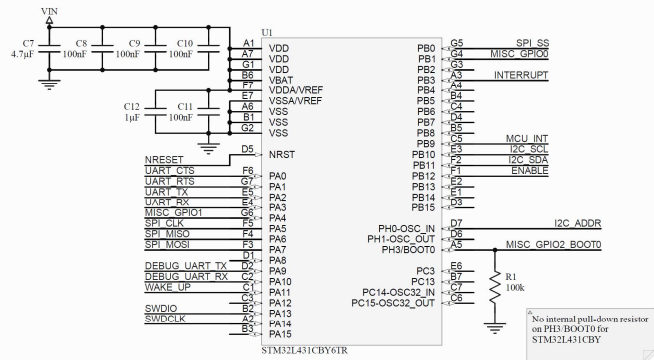 VIN
U1
C7 C8 C9 C10
4.7µF 100nF 100nF 100nF
A1 VDD PB0 G5 SPI_SS
A7 VDD PB1 G4 MISC_GPIO0
G1 VDD PB2 G3
B6 VBAT PB3 A3 INTERRUPT
F7 VDDA/VREF PB4 A4
E7 VSSA/VREF PB5 B4
C12 C11
1µF 100nF
A6 VSS PB6 C4
B1 VSS PB7 D4
G2 VSS PB8 B5
PB9 C5 MCU_INT
NRESET D5 NRST PB10 E3 I2C_SCL
PB11 F2 I2C_SDA
UART_CTS F6 PA0 PB12 F1 ENABLE
UART_RTS G7 PA1 PB13 E2
UART_TX E5 PA2 PB14 E1
UART_RX E4 PA3 PB15 D3
MISC_GPIO1 G6 PA4
SPI_CLK F5 PA5 PH0-OSC_IN D7 I2C_ADDR
SPI_MISO F4 PA6 PH1-OSC_OUT D6
SPI_MOSI F3 PA7 PH3/BOOT0 A5 MISC_GPIO2_BOOT0
D1 PA8
DEBUG_UART_TX D2 PA9 PC3 E6
DEBUG_UART_RX C2 PA10 PC13 B7
WAKE_UP C1 PA11 PC14-OSC32_IN C7
C3 PA12 PC15-OSC32_OUT C6
SWDIO B2 PA13
SWDCLK A2 PA14
B3 PA15
R1
100k
STM32L431CBY6TR
No internal pull-down resistor
on PH3/BOOT0 for
STM32L431CBY